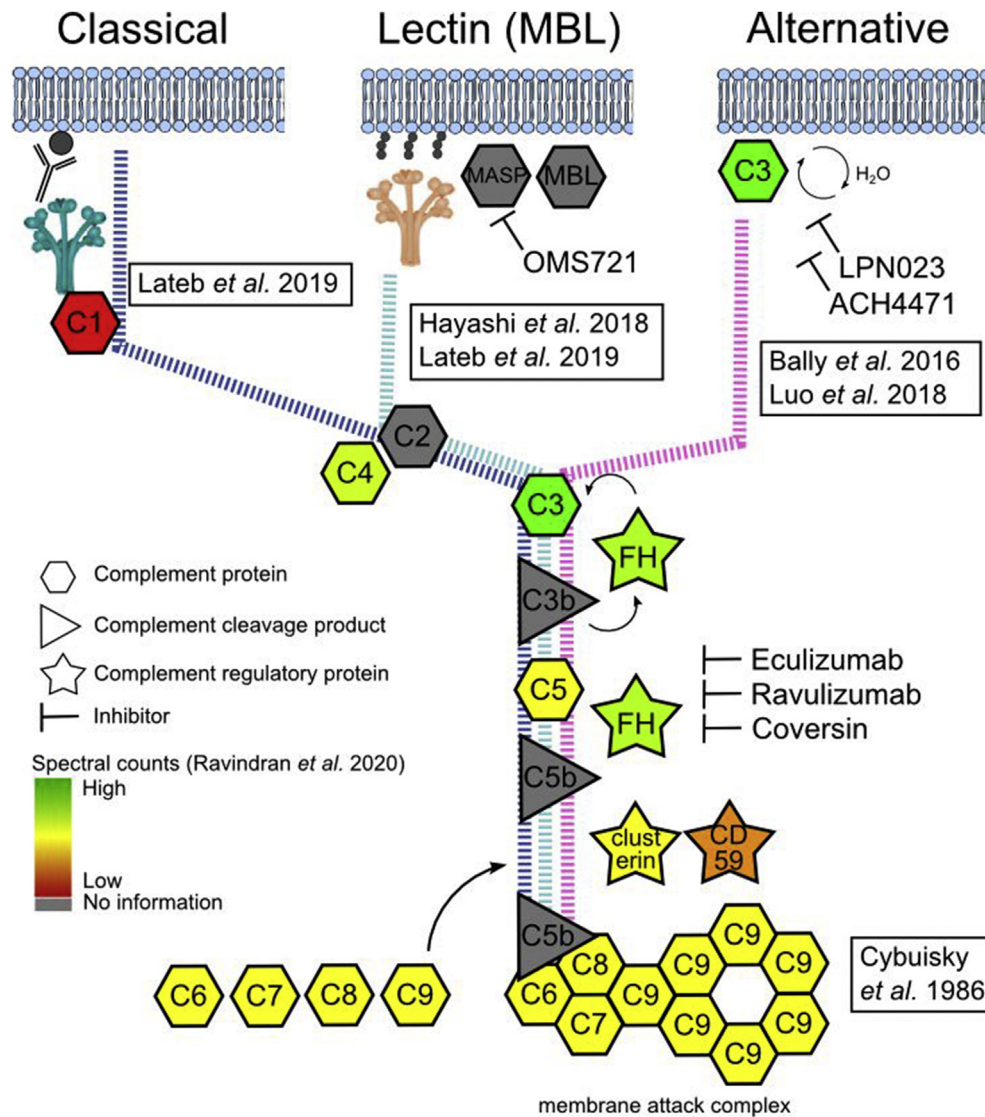 Classical
Lectin (MBL)
Alternative
MASP
MBL
C3
H₂O
OMS721
LPN023
ACH4471
Lateb et al. 2019
C1
Hayashi et al. 2018
Lateb et al. 2019
Bally et al. 2016
Luo et al. 2018
C2
C4
C3
FH
C3b
Complement protein
Complement cleavage product
Complement regulatory protein
Inhibitor
C5
FH
Eculizumab
Ravulizumab
Coversin
C5b
Spectral counts (Ravindran et al. 2020)
High
Low
No information
clust
erin
CD
59
C5b
C6
C7
C8
C9
C6
C8
C7
C9
C9
C9
C9
C9
C9
C9
Cybuisky
et al. 1986
membrane attack complex